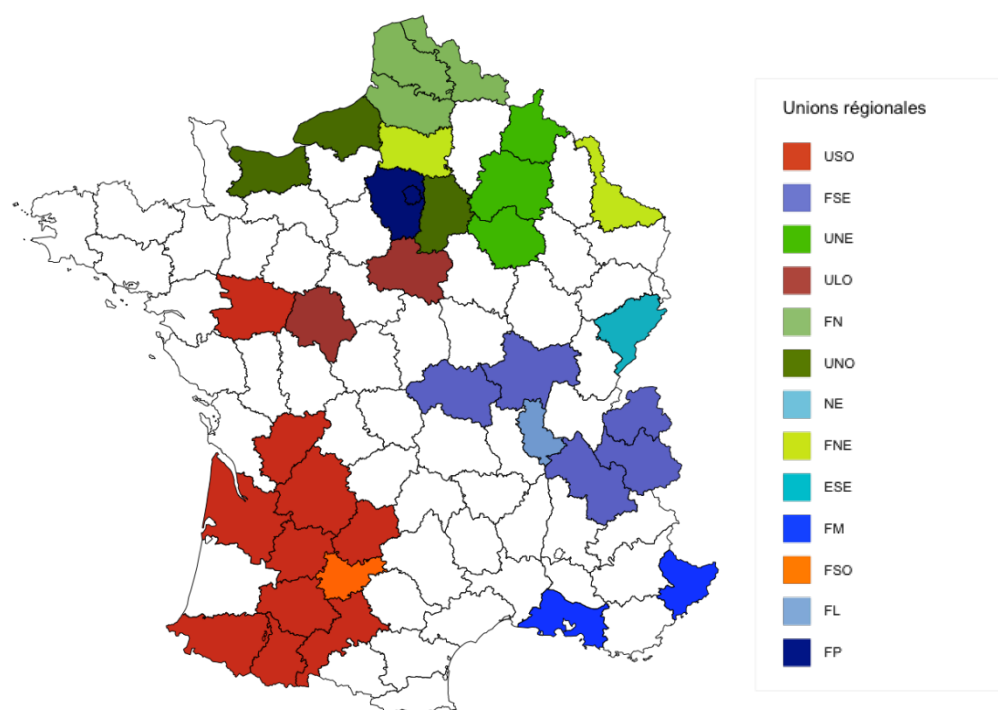 Unions régionales
USO
FSE
UNE
ULO
FN
UNO
NE
FNE
ESE
FM
FSO
FL
FP